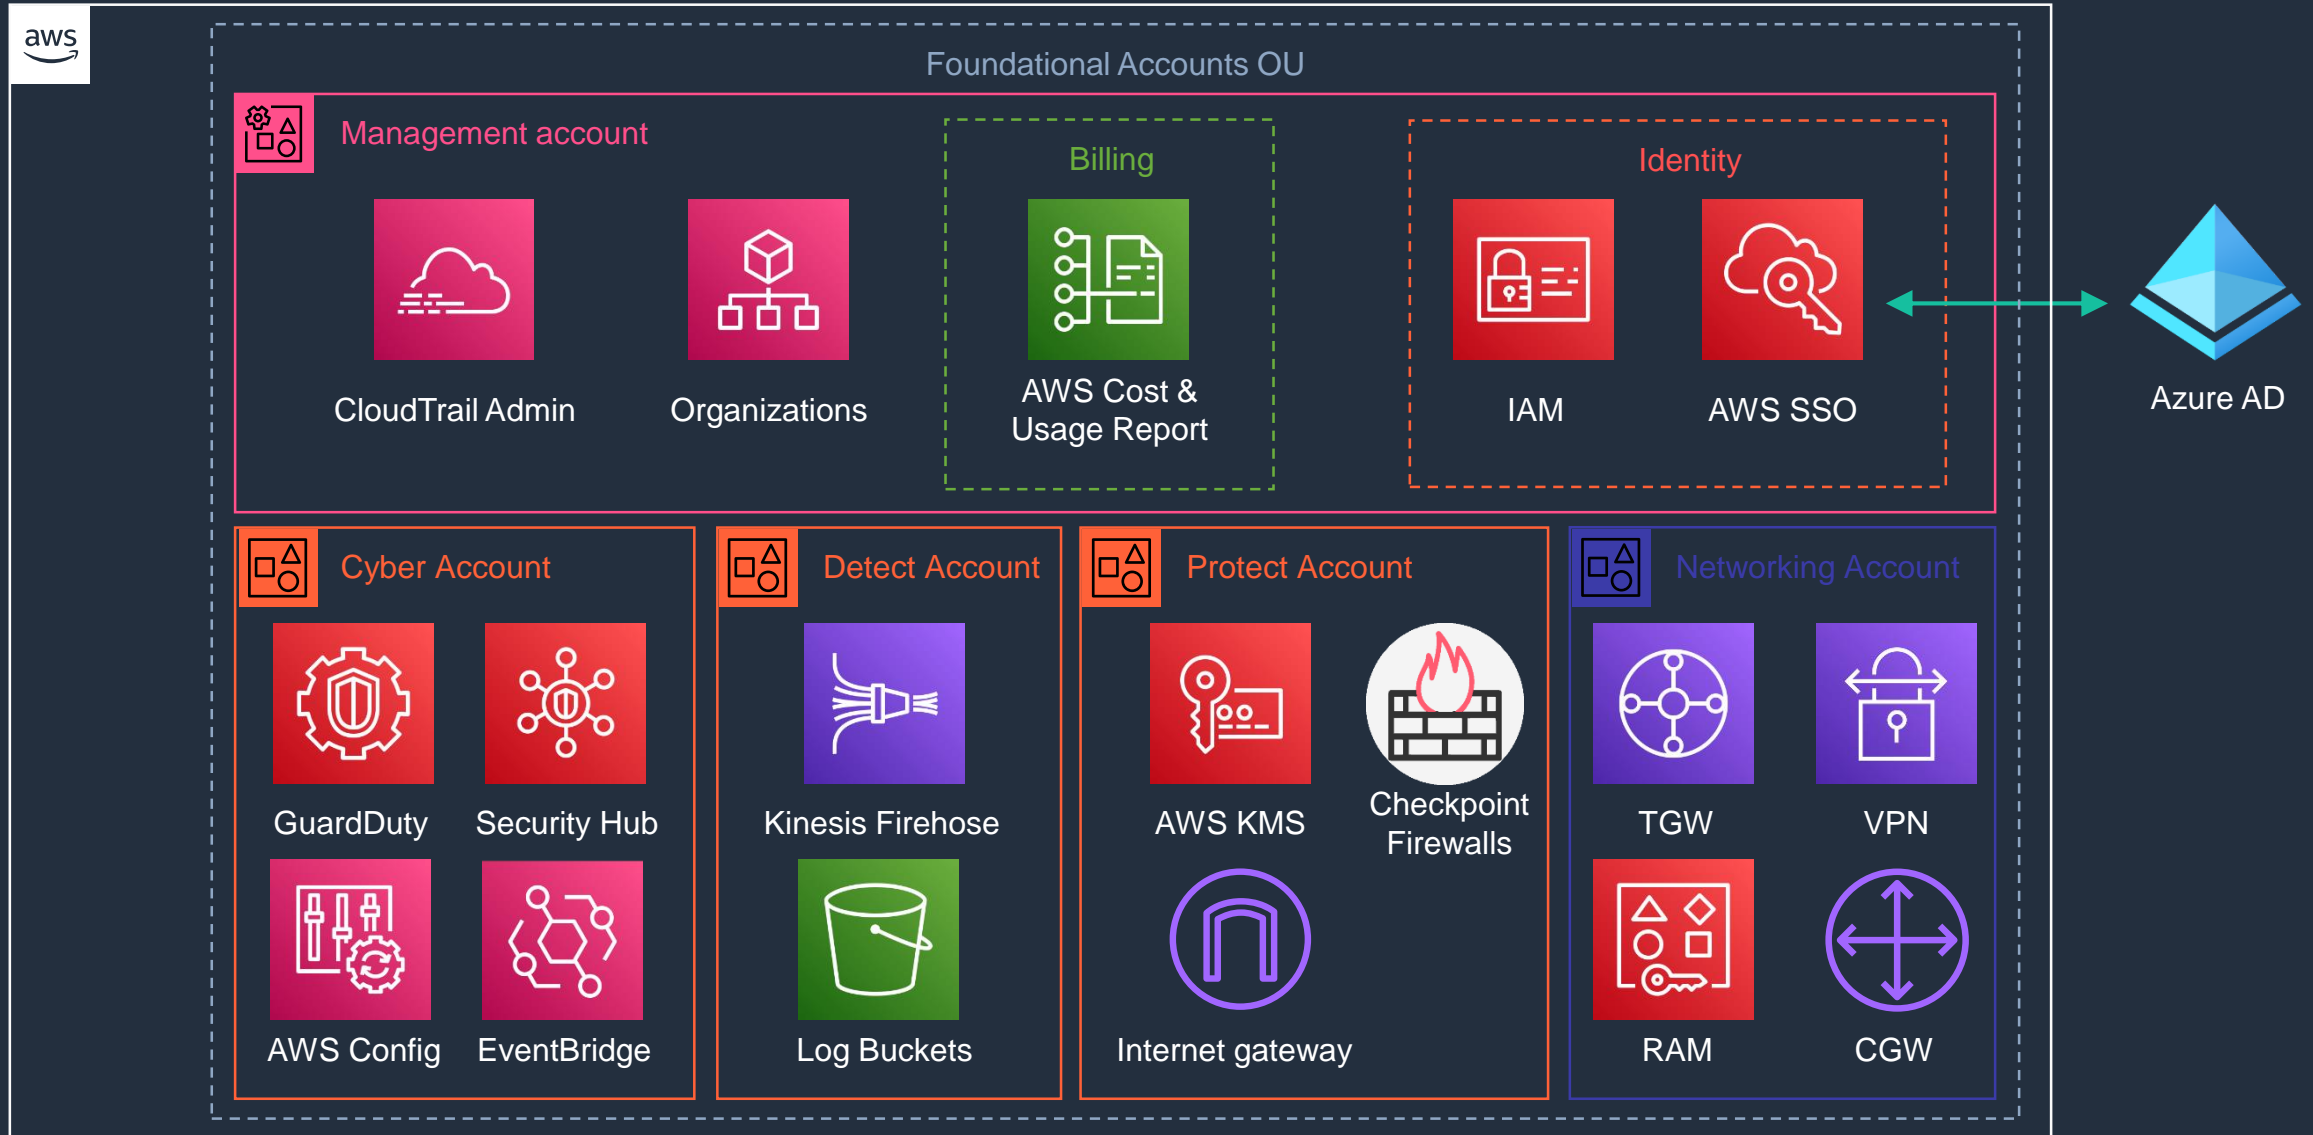 aws
Foundational Accounts OU
Management account
Billing
Identity
CloudTrail Admin
Organizations
AWS Cost &
Usage Report
IAM
AWS SSO
Azure AD
Cyber Account
Detect Account
Protect Account
Networking Account
GuardDuty
Security Hub
Kinesis Firehose
AWS KMS
Checkpoint
Firewalls
TGW
VPN
AWS Config
EventBridge
Log Buckets
Internet gateway
RAM
CGW